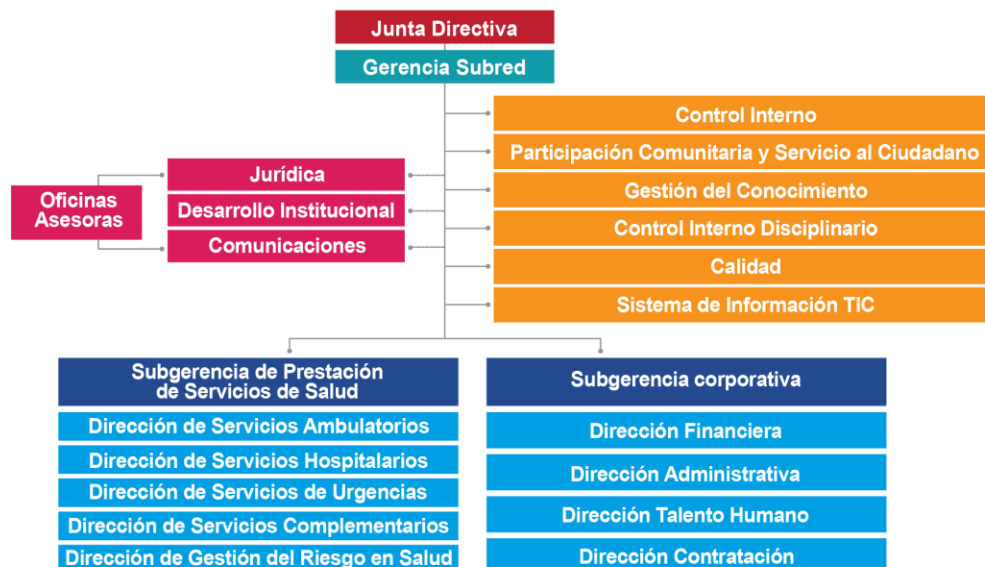 Junta Directiva
Gerencia Subred
Control Interno
Participación Comunitaria y Servicio al Ciudadano
Gestión del Conocimiento
Control Interno Disciplinario
Calidad
Sistema de Información TIC
Oficinas
Asesoras
Jurídica
Desarrollo Institucional
Comunicaciones
Subgerencia de Prestación
de Servicios de Salud
Dirección de Servicios Ambulatorios
Dirección de Servicios Hospitalarios
Dirección de Servicios de Urgencias
Dirección de Servicios Complementarios
Dirección de Gestión del Riesgo en Salud
Subgerencia corporativa
Dirección Financiera
Dirección Administrativa
Dirección Talento Humano
Dirección Contratación